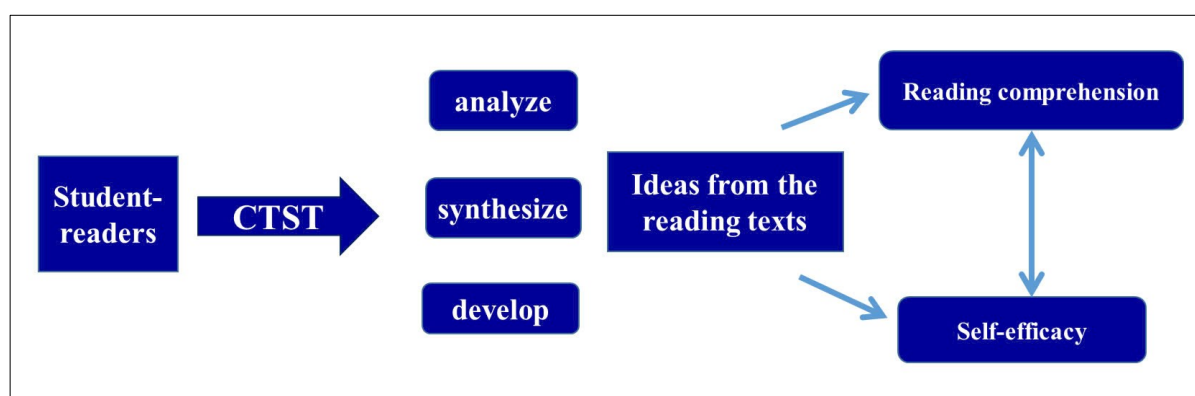 Student-
readers
CTST
analyze
synthesize
develop
Ideas from the
reading texts
Reading comprehension
Self-efficacy